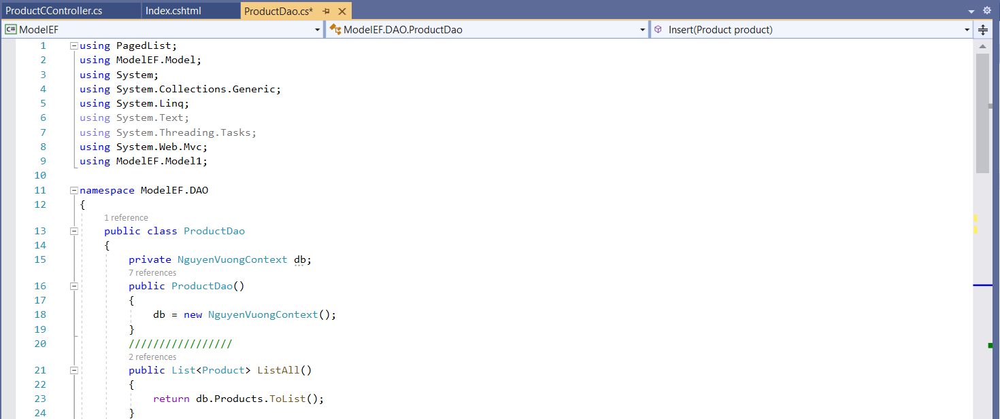 ProductCController.cs Index.cshtml ProductDao.cs*
C# ModelEF ModelEF.DAO.ProductDao Insert(Product product)
1 using PagedList;
2 using ModelEF.Model;
3 using System;
4 using System.Collections.Generic;
5 using System.Linq;
6 using System.Text;
7 using System.Threading.Tasks;
8 using System.Web.Mvc;
9 using ModelEF.Model1;
10
11 namespace ModelEF.DAO
12 {
1 reference
13 public class ProductDao
14 {
15 private NguyenVuongContext db;
7 references
16 public ProductDao()
17 {
18 db = new NguyenVuongContext();
19 }
20 /////////////////
2 references
21 public List<Product> ListAll()
22 {
23 return db.Products.ToList();
24 }